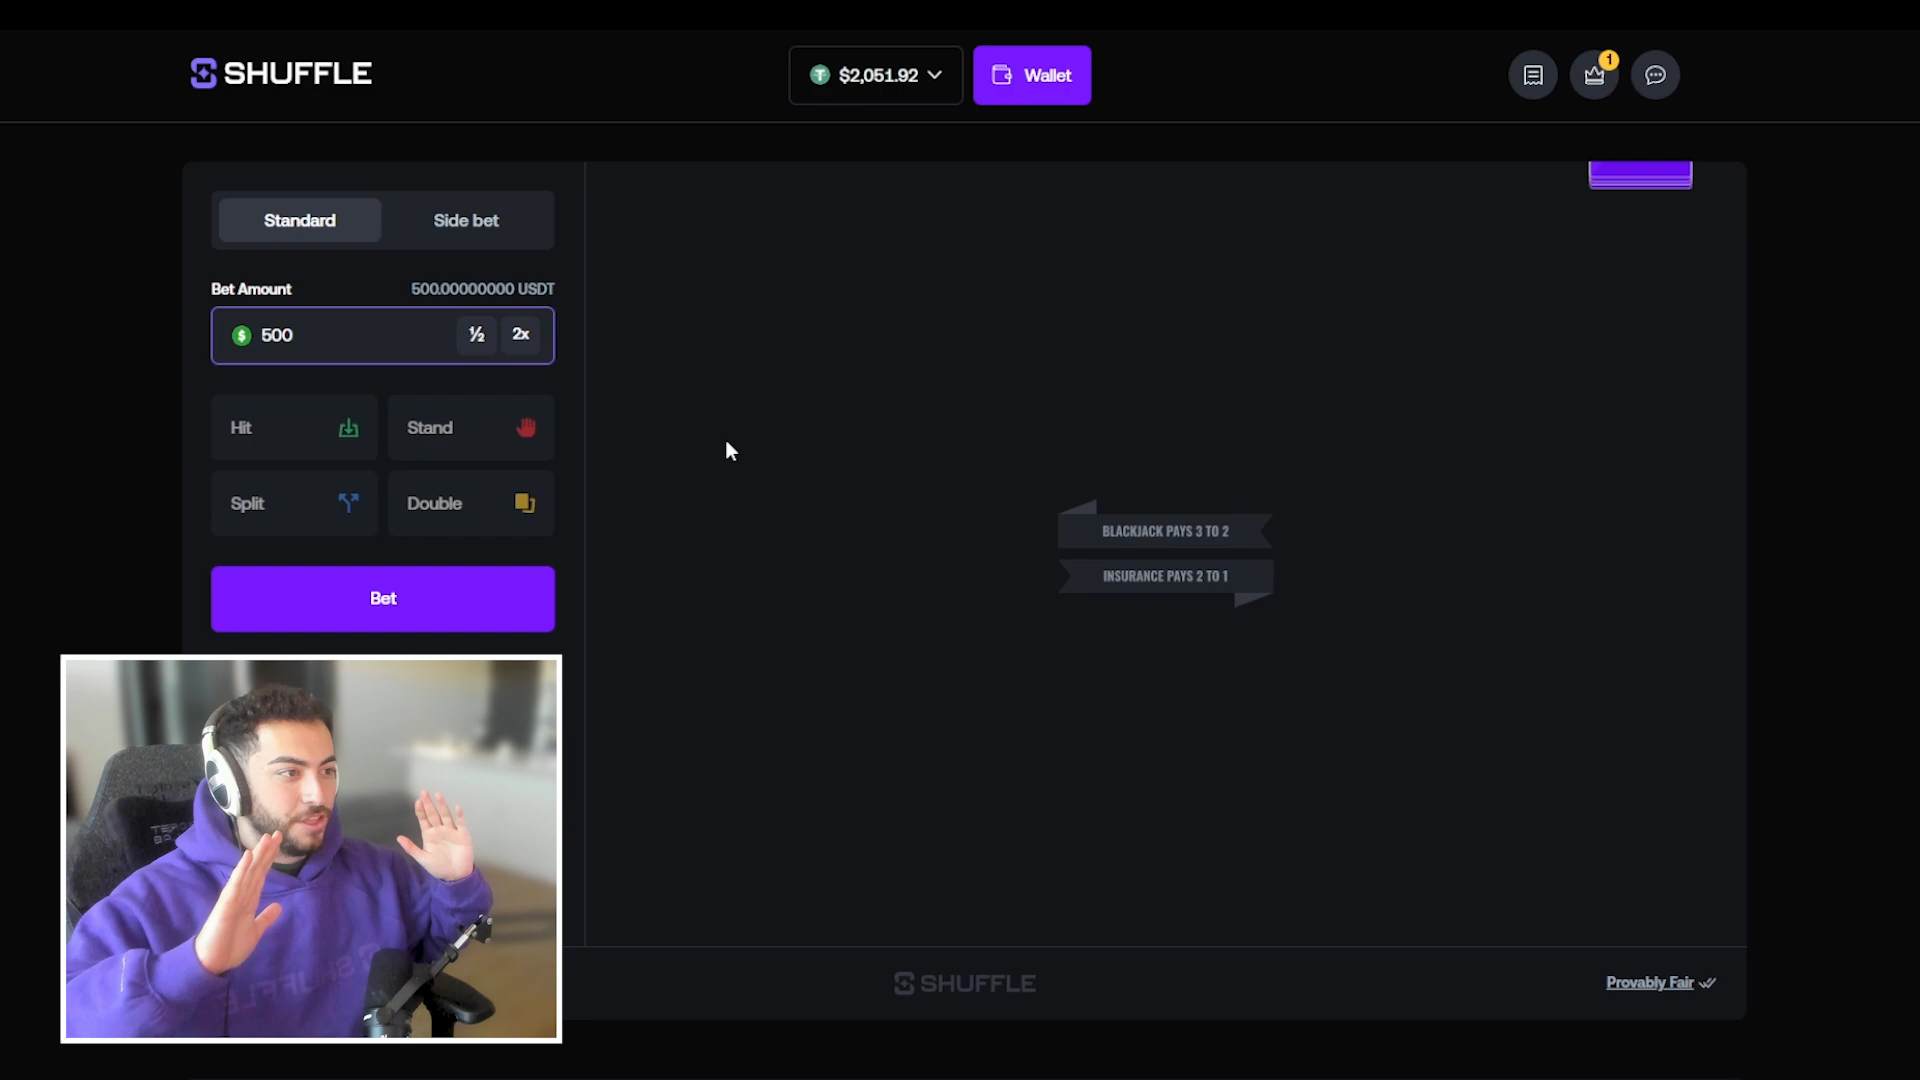 SHUFFLE
$2,051.92
Wallet
1
Standard
Side bet
Bet Amount
500.00000000 USDT
$ 500
½
2x
Hit
Stand
Split
Double
Bet
BLACKJACK PAYS 3 TO 2
INSURANCE PAYS 2 TO 1
SHUFFLE
Provably Fair